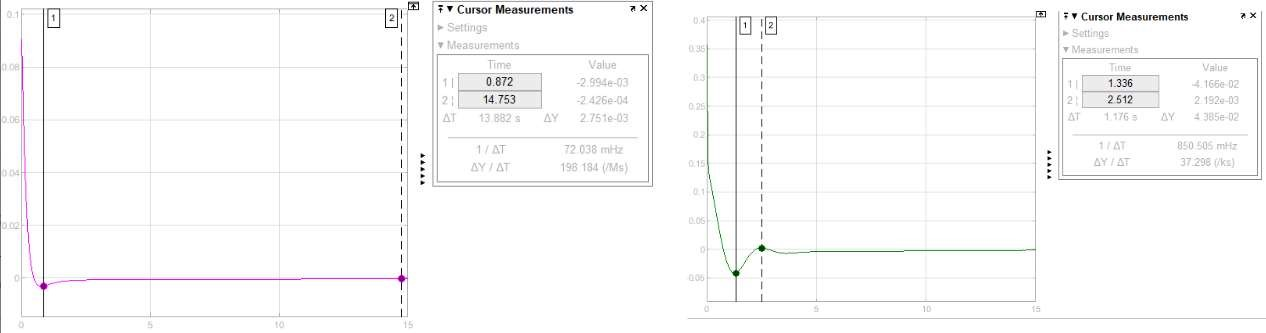 0.1
0.08
0.06
0.04
0.02
0
0
5
10
15
1
2
Cursor Measurements
Settings
Measurements
Time Value
1 | 0.872 -2.994e-03
2 ¦ 14.753 -2.426e-04
ΔT 13.882 s ΔY 2.751e-03
1 / ΔT 72.038 mHz
ΔY / ΔT 198.184 (/Ms)
0.4
0.35
0.3
0.25
0.2
0.15
0.1
0.05
0
0.05
0
5
10
15
1
2
Cursor Measurements
Settings
Measurements
Time Value
1 | 1.336 -4.166e-02
2 ¦ 2.512 2.192e-03
ΔT 1.176 s ΔY 4.385e-02
1 / ΔT 850.505 mHz
ΔY / ΔT 37.298 (/ks)